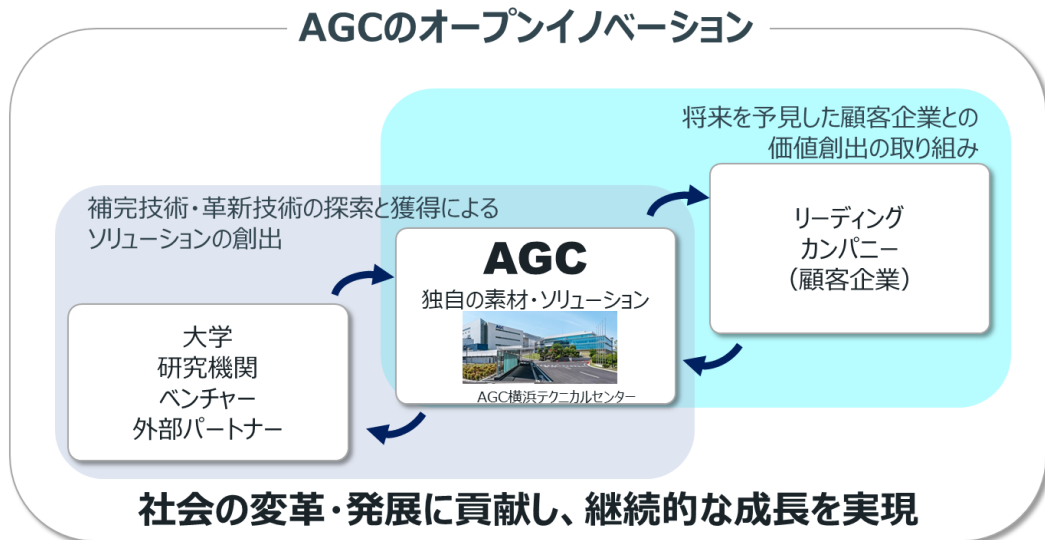 AGCのオープンイノベーション
将来を予見した顧客企業との
価値創出の取り組み
補完技術・革新技術の探索と獲得による
ソリューションの創出
リーディング
カンパニー
（顧客企業）
AGC
独自の素材・ソリューション
AGC横浜テクニカルセンター
大学
研究機関
ベンチャー
外部パートナー
社会の変革・発展に貢献し、継続的な成長を実現